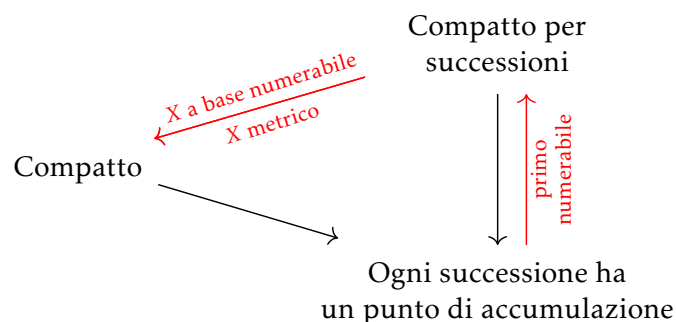 Compatto per
successioni
X a base numerabile
X metrico
primo
numerabile
Compatto
Ogni successione ha
un punto di accumulazione